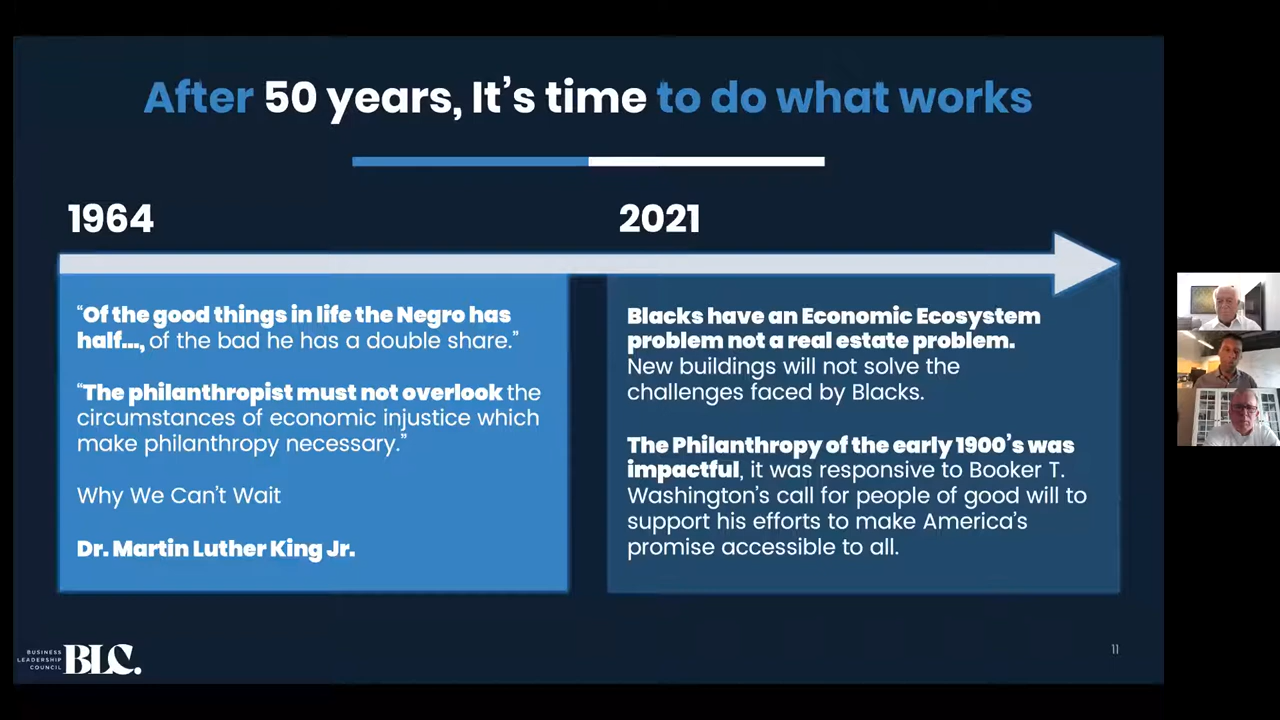 After 50 years, It's time to do what works
1964
2021
“Of the good things in life the Negro has
half..., of the bad he has a double share.”
“The philanthropist must not overlook the
circumstances of economic injustice which
make philanthropy necessary.”
Why We Can't Wait
Dr. Martin Luther King Jr.
Blacks have an Economic Ecosystem
problem not a real estate problem.
New buildings will not solve the
challenges faced by Blacks.
The Philanthropy of the early 1900's was
impactful, it was responsive to Booker T.
Washington's call for people of good will to
support his efforts to make America's
promise accessible to all.
BUSINESS
LEADERSHIP
COUNCIL
BLC.
11